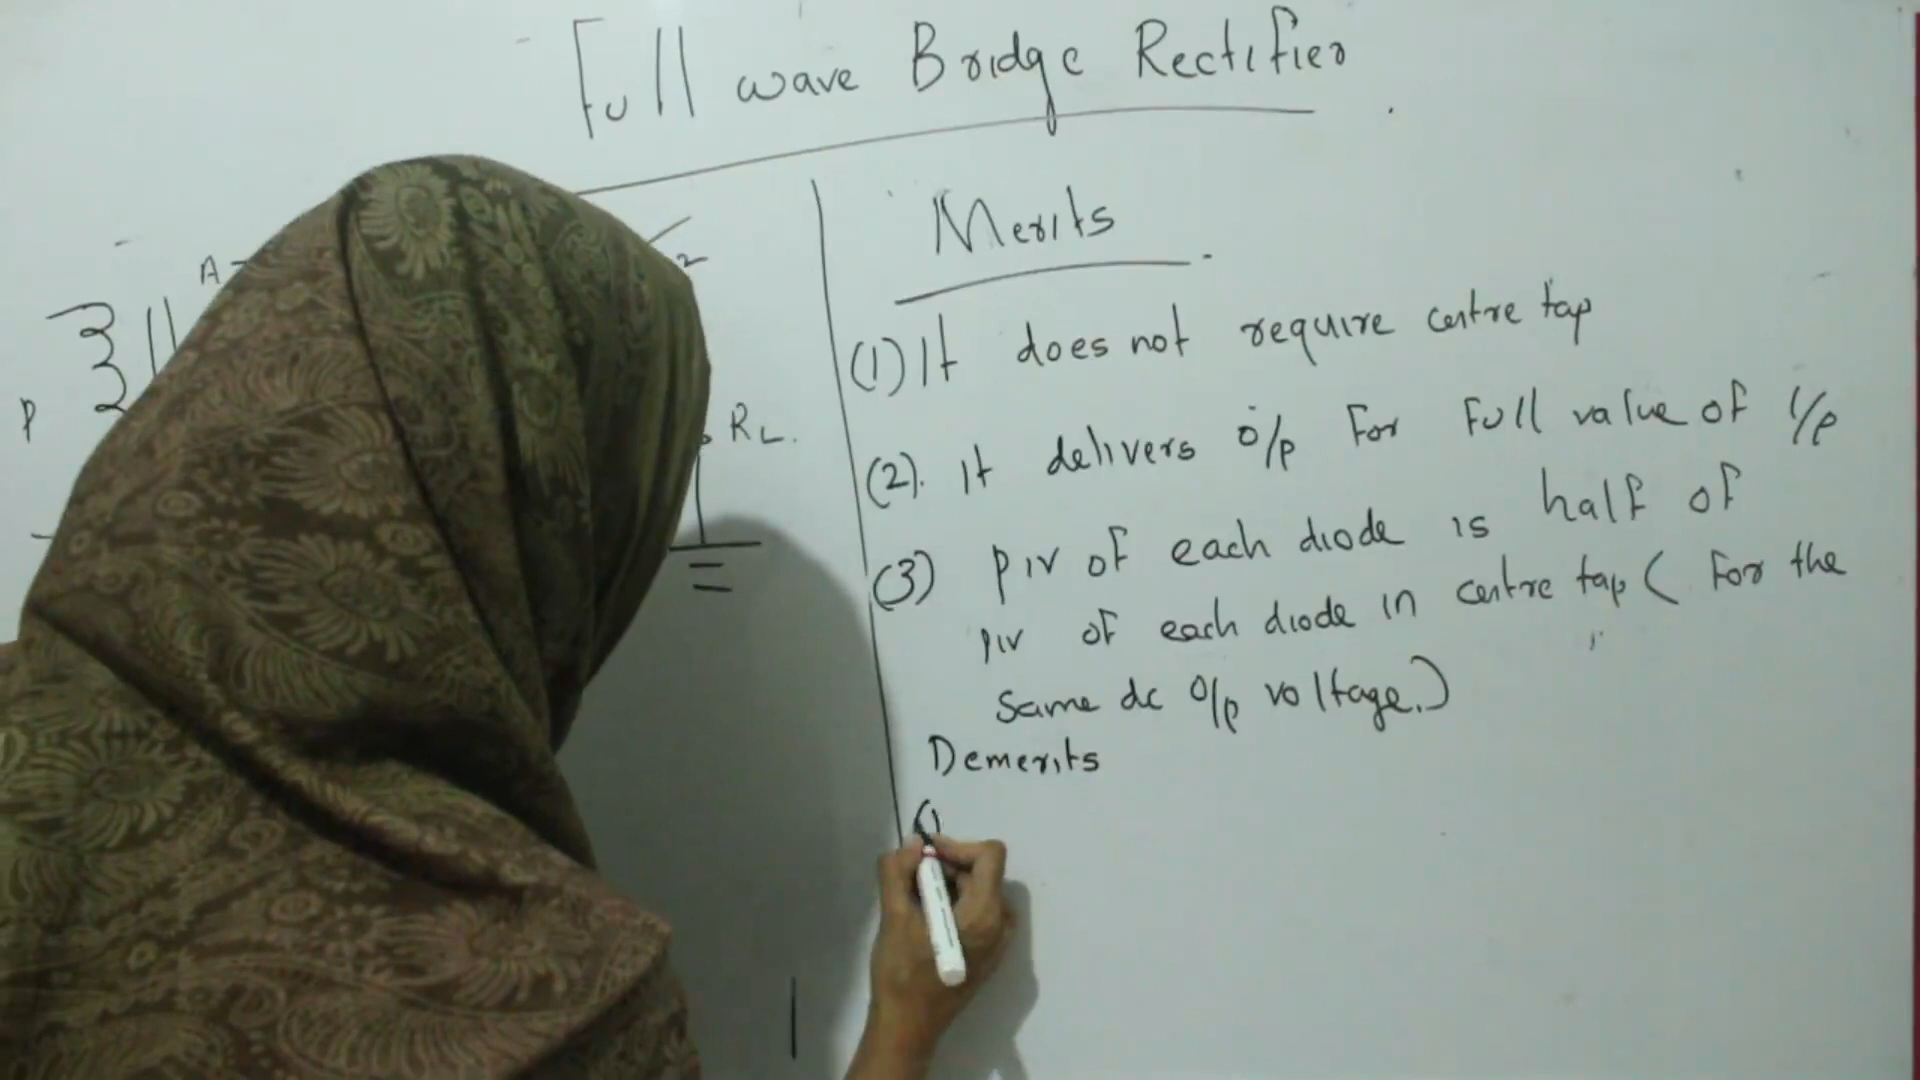 Full wave Bridge Rectifier
A
2
P
RL.
Merits
(1) It does not require centre tap
(2). It delivers o/p For Full value of i/p
(3) PIV of each diode is half of
PIV of each diode in centre tap ( For the
same dc o/p voltage.)
Demerits
(1